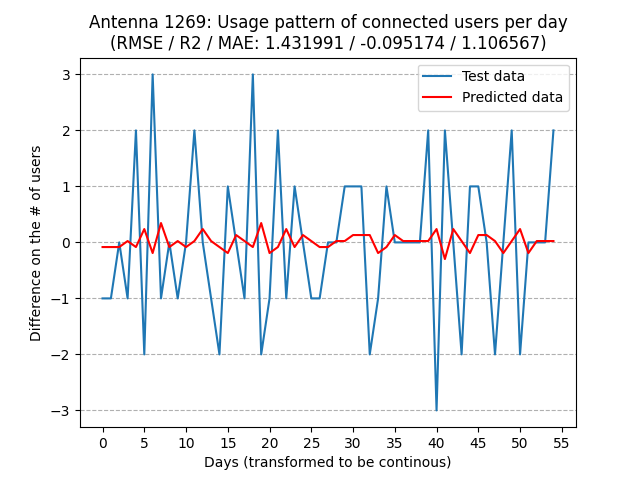 Antenna 1269: Usage pattern of connected users per day
(RMSE / R2 / MAE: 1.431991 / -0.095174 / 1.106567)
Test data
Predicted data
Difference on the # of users
3
2
1
0
−1
−2
−3
0 5 10 15 20 25 30 35 40 45 50 55
Days (transformed to be continous)